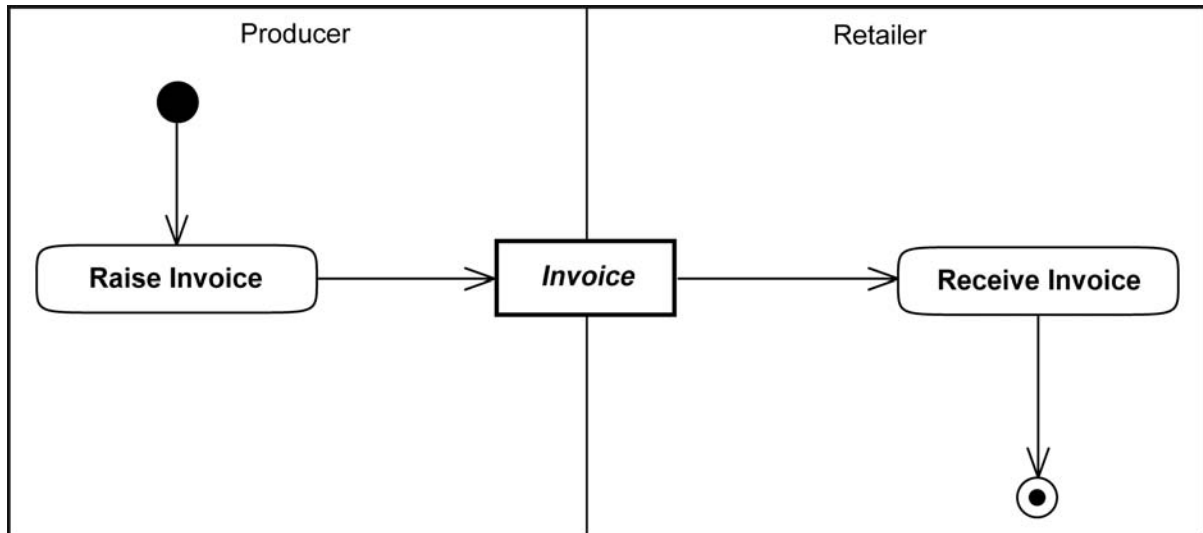 Producer
Retailer
Raise Invoice
Invoice
Receive Invoice